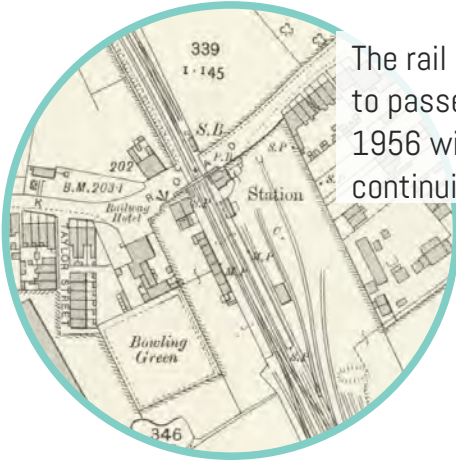 The rail
to passe
1956 wi
continui
339
1·145
S.B.
F.B.
S.P
202
B.M.203·1
Railway
Hotel
Station
S.P
S.P
C.
M.P
M.P
TAYLOR STREET
Bowling
Green
S.P
346